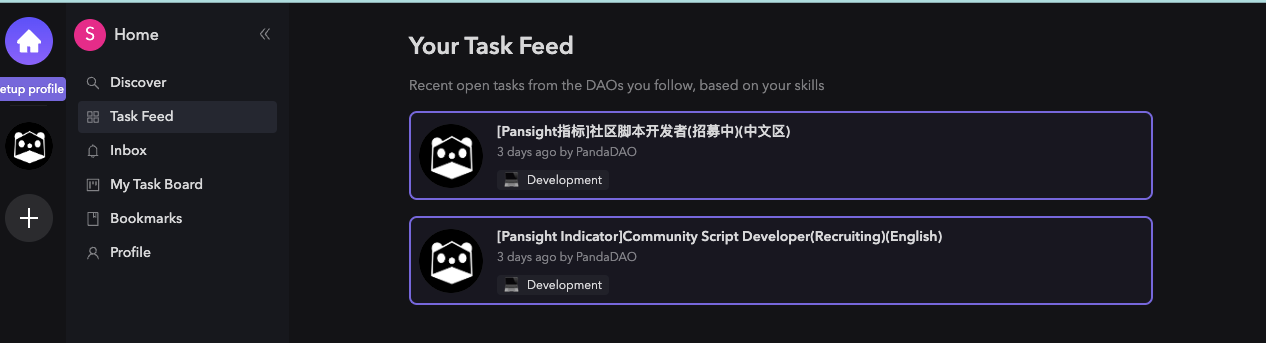 S
Home
etup profile
Discover
Task Feed
Inbox
My Task Board
Bookmarks
Profile
Your Task Feed
Recent open tasks from the DAOs you follow, based on your skills
[Pansight指标]社区脚本开发者(招募中)(中文区)
3 days ago by PandaDAO
Development
[Pansight Indicator]Community Script Developer(Recruiting)(English)
3 days ago by PandaDAO
Development